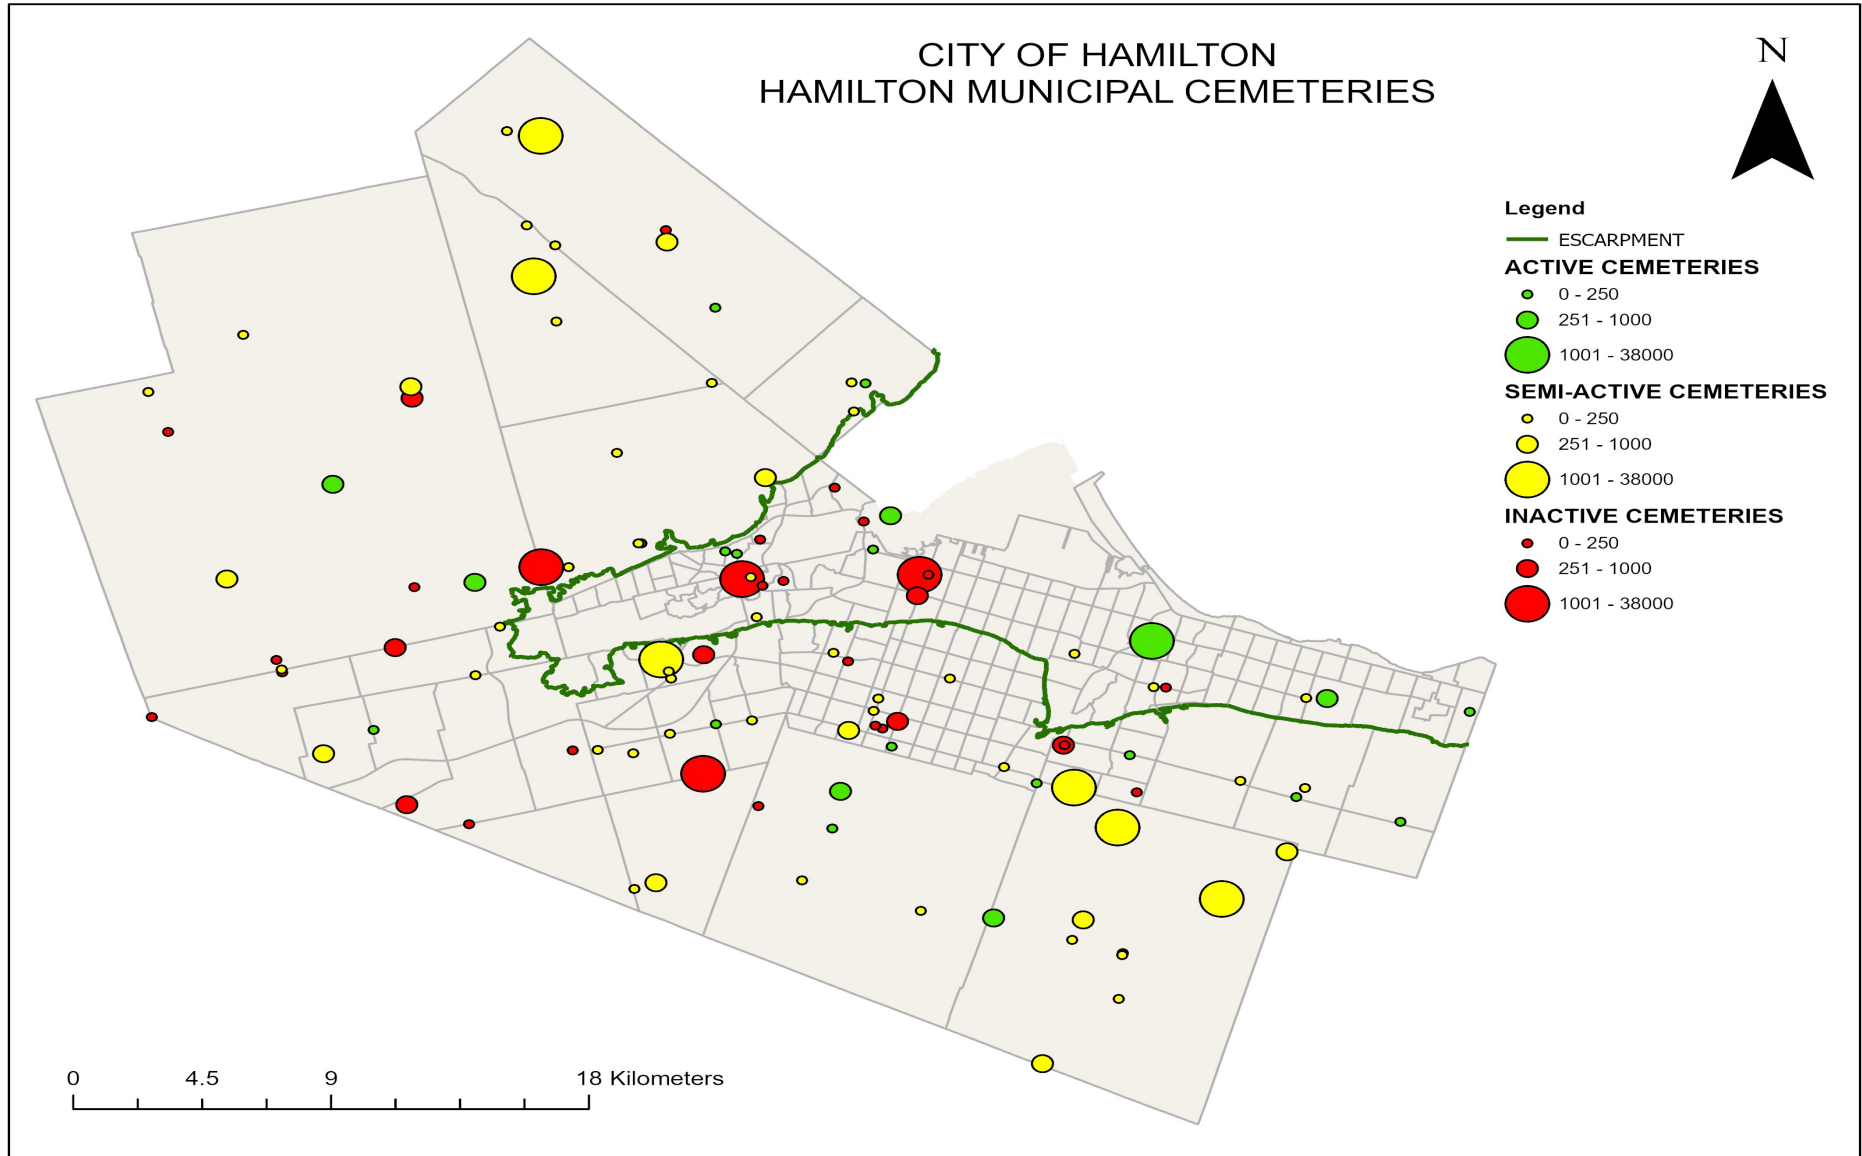 CITY OF HAMILTON
HAMILTON MUNICIPAL CEMETERIES
N
Legend
ESCARPMENT
ACTIVE CEMETERIES
0 - 250
251 - 1000
1001 - 38000
SEMI-ACTIVE CEMETERIES
0 - 250
251 - 1000
1001 - 38000
INACTIVE CEMETERIES
0 - 250
251 - 1000
1001 - 38000
0 4.5 9 18 Kilometers